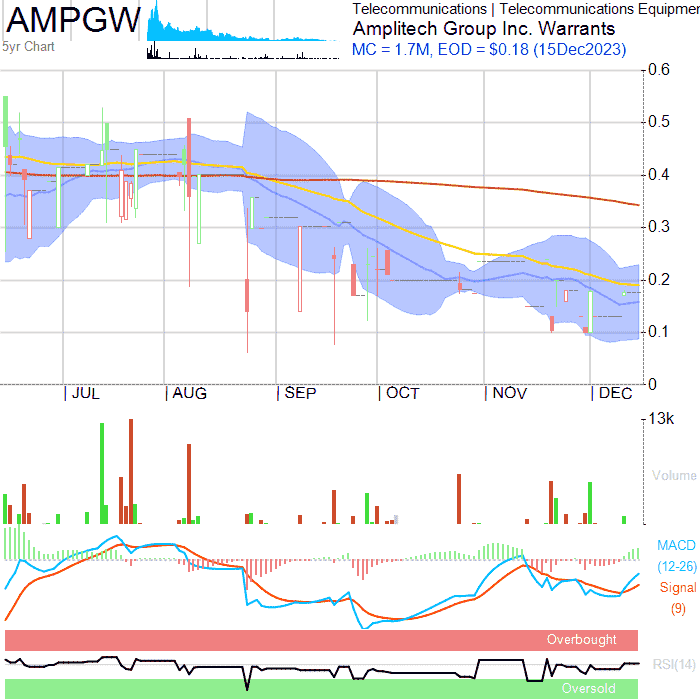 AMPGW
5yr Chart
Telecommunications | Telecommunications Equipmen
Amplitech Group Inc. Warrants
MC = 1.7M, EOD = $0.18 (15Dec2023)
0.6
0.5
0.4
0.3
0.2
0.1
0
| JUL | AUG | SEP | OCT | NOV | DEC
13k
Volume
MACD
(12-26)
Signal
(9)
Overbought
RSI(14)
Oversold